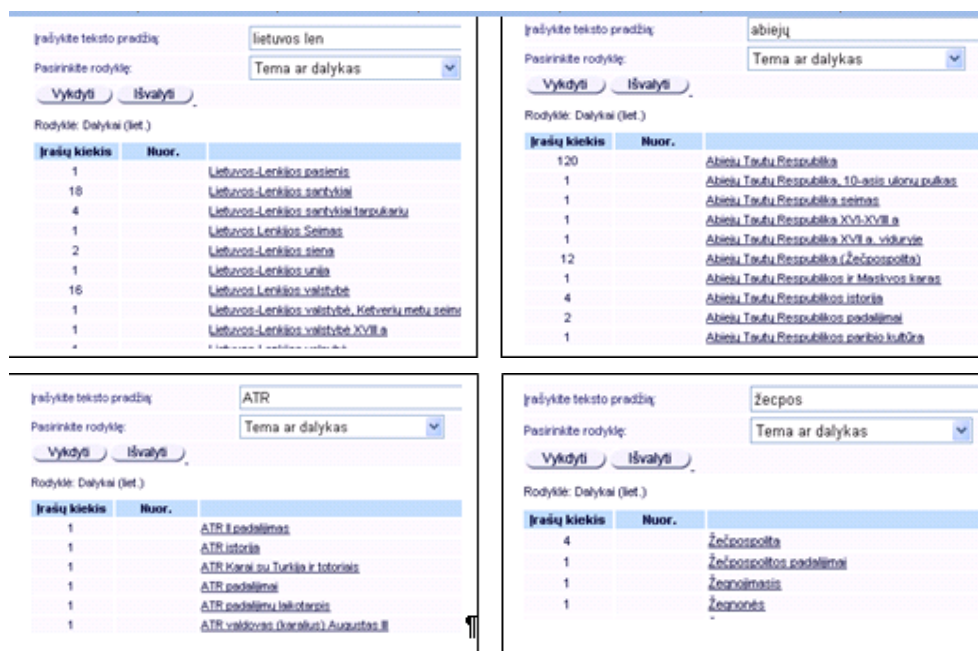 Įrašykite teksto pradžią: lietuvos len
Pasirinkite rodyklę: Tema ar dalykas
Vykdyti Išvalyti
Rodyklė: Dalykai (liet.)
Įrašų kiekis Nuor.
1 Lietuvos-Lenkijos pasienis
18 Lietuvos-Lenkijos santykiai
4 Lietuvos-Lenkijos santykiai tarpukariu
1 Lietuvos Lenkijos Seimas
2 Lietuvos-Lenkijos siena
1 Lietuvos-Lenkijos unija
16 Lietuvos Lenkijos valstybė
1 Lietuvos-Lenkijos valstybė, Ketverių metų seim
1 Lietuvos-Lenkijos valstybė XVIII a
Įrašykite teksto pradžią: abiejų
Pasirinkite rodyklę: Tema ar dalykas
Vykdyti Išvalyti
Rodyklė: Dalykai (liet.)
Įrašų kiekis Nuor.
120 Abiejų Tautų Respublika
1 Abiejų Tautų Respublika, 10-asis ulonų pulkas
1 Abiejų Tautų Respublika seimas
1 Abiejų Tautų Respublika XVI-XVIII a
1 Abiejų Tautų Respublika XVII a. viduryje
12 Abiejų Tautų Respublika (Žečpospolita)
1 Abiejų Tautų Respublikos ir Maskvos karas
4 Abiejų Tautų Respublikos istorija
2 Abiejų Tautų Respublikos padalijimai
1 Abiejų Tautų Respublikos paribio kultūra
Įrašykite teksto pradžią: ATR
Pasirinkite rodyklę: Tema ar dalykas
Vykdyti Išvalyti
Rodyklė: Dalykai (liet.)
Įrašų kiekis Nuor.
1 ATR II padalijimas
1 ATR istorija
1 ATR Karai su Turkija ir totoriais
1 ATR padalijimai
1 ATR padalijimų laikotarpis
1 ATR valdovas (karalius) Augustas III
¶
Įrašykite teksto pradžią: žecpos
Pasirinkite rodyklę: Tema ar dalykas
Vykdyti Išvalyti
Rodyklė: Dalykai (liet.)
Įrašų kiekis Nuor.
4 Žečpospolita
1 Žečpospolitos padalijimai
1 Žegnojimasis
1 Žegnonės